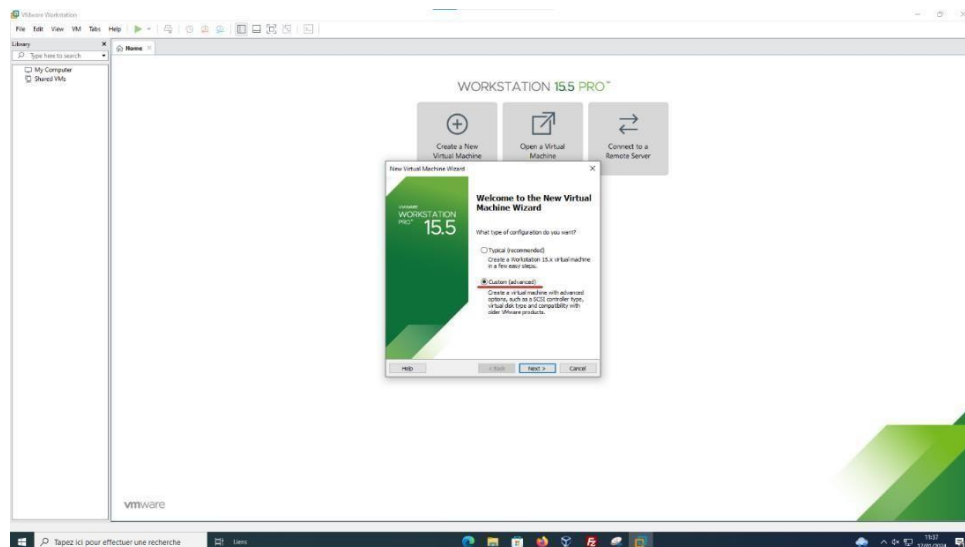 VMware Workstation
File Edit View VM Tabs Help
Library
Home
Type here to search
My Computer
Shared VMs
WORKSTATION 15.5 PRO™
Create a New
Virtual Machine
Open a Virtual
Machine
Connect to a
Remote Server
New Virtual Machine Wizard
vmware
WORKSTATION
PRO™
15.5
Welcome to the New Virtual
Machine Wizard
What type of configuration do you want?
Typical (recommended)
Create a Workstation 15.x virtual machine
in a few easy steps.
Custom (advanced)
Create a virtual machine with advanced
options, such as a SCSI controller type,
virtual disk type and compatibility with
older VMware products.
Help
< Back
Next >
Cancel
vmware
Tapez ici pour effectuer une recherche
Liens
11:37